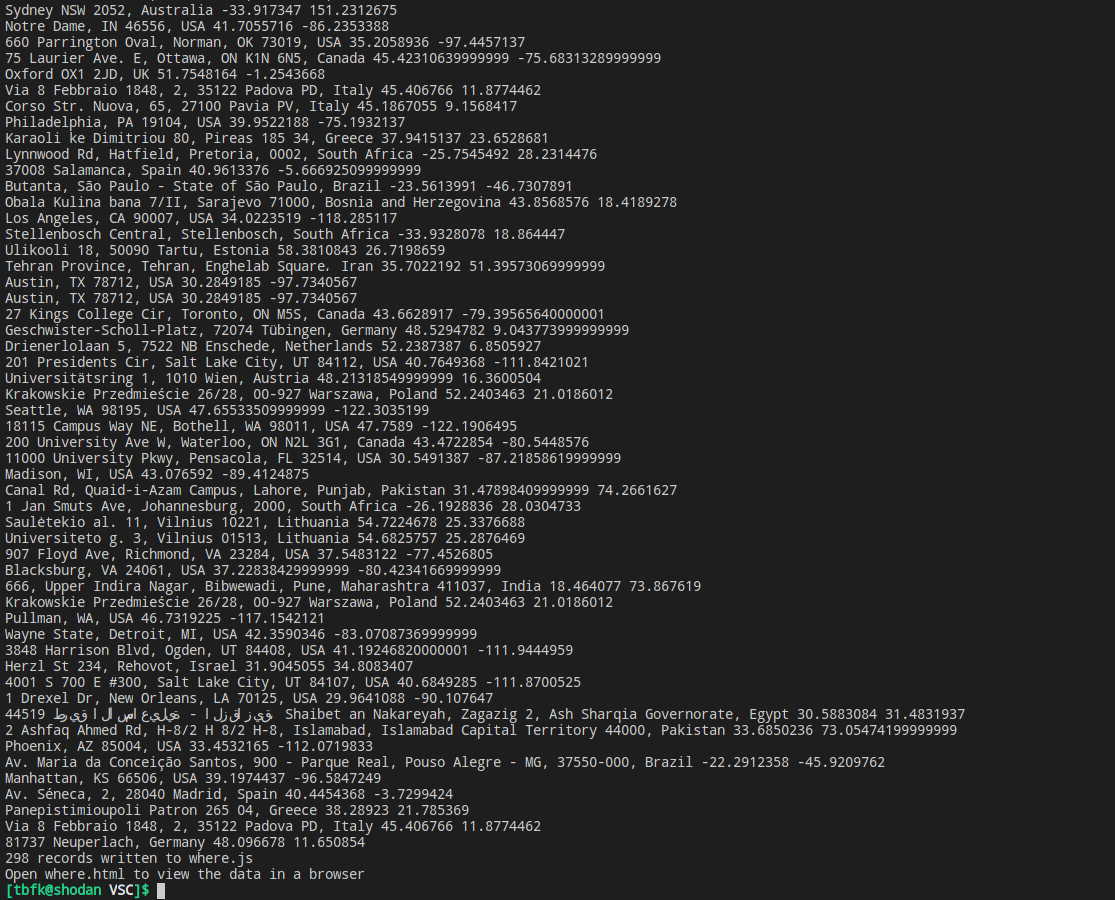 Sydney NSW 2052, Australia -33.917347 151.2312675
Notre Dame, IN 46556, USA 41.7055716 -86.2353388
660 Parrington Oval, Norman, OK 73019, USA 35.2058936 -97.4457137
75 Laurier Ave. E, Ottawa, ON K1N 6N5, Canada 45.42310639999999 -75.68313289999999
Oxford OX1 2JD, UK 51.7548164 -1.2543668
Via 8 Febbraio 1848, 2, 35122 Padova PD, Italy 45.406766 11.8774462
Corso Str. Nuova, 65, 27100 Pavia PV, Italy 45.1867055 9.1568417
Philadelphia, PA 19104, USA 39.9522188 -75.1932137
Karaoli ke Dimitriou 80, Pireas 185 34, Greece 37.9415137 23.6528681
Lynnwood Rd, Hatfield, Pretoria, 0002, South Africa -25.7545492 28.2314476
37008 Salamanca, Spain 40.9613376 -5.666925099999999
Butanta, São Paulo - State of São Paulo, Brazil -23.5613991 -46.7307891
Obala Kulina bana 7/II, Sarajevo 71000, Bosnia and Herzegovina 43.8568576 18.4189278
Los Angeles, CA 90007, USA 34.0223519 -118.285117
Stellenbosch Central, Stellenbosch, South Africa -33.9328078 18.864447
Ülikooli 18, 50090 Tartu, Estonia 58.3810843 26.7198659
Tehran Province, Tehran, Enghelab Square، Iran 35.7022192 51.39573069999999
Austin, TX 78712, USA 30.2849185 -97.7340567
Austin, TX 78712, USA 30.2849185 -97.7340567
27 Kings College Cir, Toronto, ON M5S, Canada 43.6628917 -79.39565640000001
Geschwister-Scholl-Platz, 72074 Tübingen, Germany 48.5294782 9.043773999999999
Drienerlolaan 5, 7522 NB Enschede, Netherlands 52.2387387 6.8505927
201 Presidents Cir, Salt Lake City, UT 84112, USA 40.7649368 -111.8421021
Universitätsring 1, 1010 Wien, Austria 48.21318549999999 16.3600504
Krakowskie Przedmieście 26/28, 00-927 Warszawa, Poland 52.2403463 21.0186012
Seattle, WA 98195, USA 47.65533509999999 -122.3035199
18115 Campus Way NE, Bothell, WA 98011, USA 47.7589 -122.1906495
200 University Ave W, Waterloo, ON N2L 3G1, Canada 43.4722854 -80.5448576
11000 University Pkwy, Pensacola, FL 32514, USA 30.5491387 -87.21858619999999
Madison, WI, USA 43.076592 -89.4124875
Canal Rd, Quaid-i-Azam Campus, Lahore, Punjab, Pakistan 31.47898409999999 74.2661627
1 Jan Smuts Ave, Johannesburg, 2000, South Africa -26.1928836 28.0304733
Saulėtekio al. 11, Vilnius 10221, Lithuania 54.7224678 25.3376688
Universiteto g. 3, Vilnius 01513, Lithuania 54.6825757 25.2876469
907 Floyd Ave, Richmond, VA 23284, USA 37.5483122 -77.4526805
Blacksburg, VA 24061, USA 37.22838429999999 -80.42341669999999
666, Upper Indira Nagar, Bibwewadi, Pune, Maharashtra 411037, India 18.464077 73.867619
Krakowskie Przedmieście 26/28, 00-927 Warszawa, Poland 52.2403463 21.0186012
Pullman, WA, USA 46.7319225 -117.1542121
Wayne State, Detroit, MI, USA 42.3590346 -83.07087369999999
3848 Harrison Blvd, Ogden, UT 84408, USA 41.19246820000001 -111.9444959
Herzl St 234, Rehovot, Israel 31.9045055 34.8083407
4001 S 700 E #300, Salt Lake City, UT 84107, USA 40.6849285 -111.8700525
1 Drexel Dr, New Orleans, LA 70125, USA 29.9641088 -90.107647
44519 طريق الاسماعيلية - الزقازيق، Shaibet an Nakareyah, Zagazig 2, Ash Sharqia Governorate, Egypt 30.5883084 31.4831937
2 Ashfaq Ahmed Rd, H-8/2 H 8/2 H-8, Islamabad, Islamabad Capital Territory 44000, Pakistan 33.6850236 73.05474199999999
Phoenix, AZ 85004, USA 33.4532165 -112.0719833
Av. Maria da Conceição Santos, 900 - Parque Real, Pouso Alegre - MG, 37550-000, Brazil -22.2912358 -45.9209762
Manhattan, KS 66506, USA 39.1974437 -96.5847249
Av. Séneca, 2, 28040 Madrid, Spain 40.4454368 -3.7299424
Panepistimioupoli Patron 265 04, Greece 38.28923 21.785369
Via 8 Febbraio 1848, 2, 35122 Padova PD, Italy 45.406766 11.8774462
81737 Neuperlach, Germany 48.096678 11.650854
298 records written to where.js
Open where.html to view the data in a browser
[tbfk@shodan VSC]$